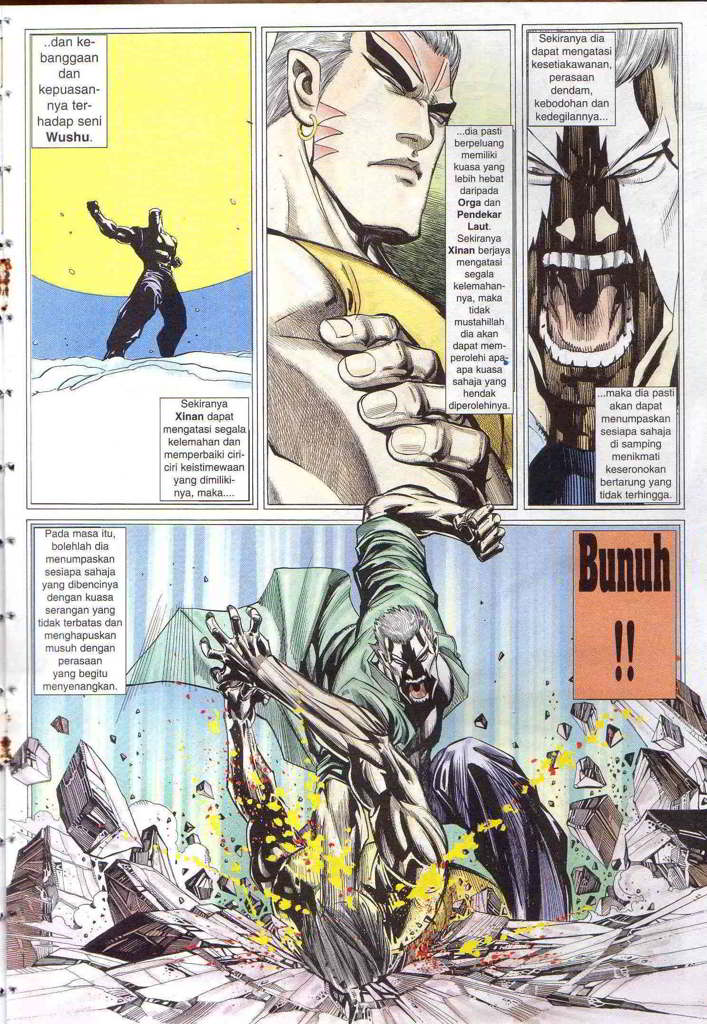 ..dan ke-
banggaan
dan
kepuasan-
nya ter-
hadap seni
Wushu.
Sekiranya
Xinan dapat
mengatasi segala
kelemahan dan
memperbaiki ciri-
ciri keistimewaan
yang dimiliki-
nya, maka....
...dia pasti
berpeluang
memiliki
kuasa yang
lebih hebat
daripada
Orga dan
Pendekar
Laut.
Sekiranya
Xinan berjaya
mengatasi
segala
kelemahan-
nya, maka
tidak
mustahillah
dia akan
dapat mem-
perolehi apa-
apa kuasa
sahaja yang
hendak
diperolehinya.
Sekiranya dia
dapat mengatasi
kesetiakawanan,
perasaan
dendam,
kebodohan dan
kedegilannya...
...maka dia pasti
akan dapat
menumpaskan
sesiapa sahaja
di samping
menikmati
keseronokan
bertarung yang
tidak terhingga.
Pada masa itu,
bolehlah dia
menumpaskan
sesiapa sahaja
yang dibencinya
dengan kuasa
serangan yang
tidak terbatas dan
menghapuskan
musuh dengan
perasaan
yang begitu
menyenangkan.
Bunuh
!!